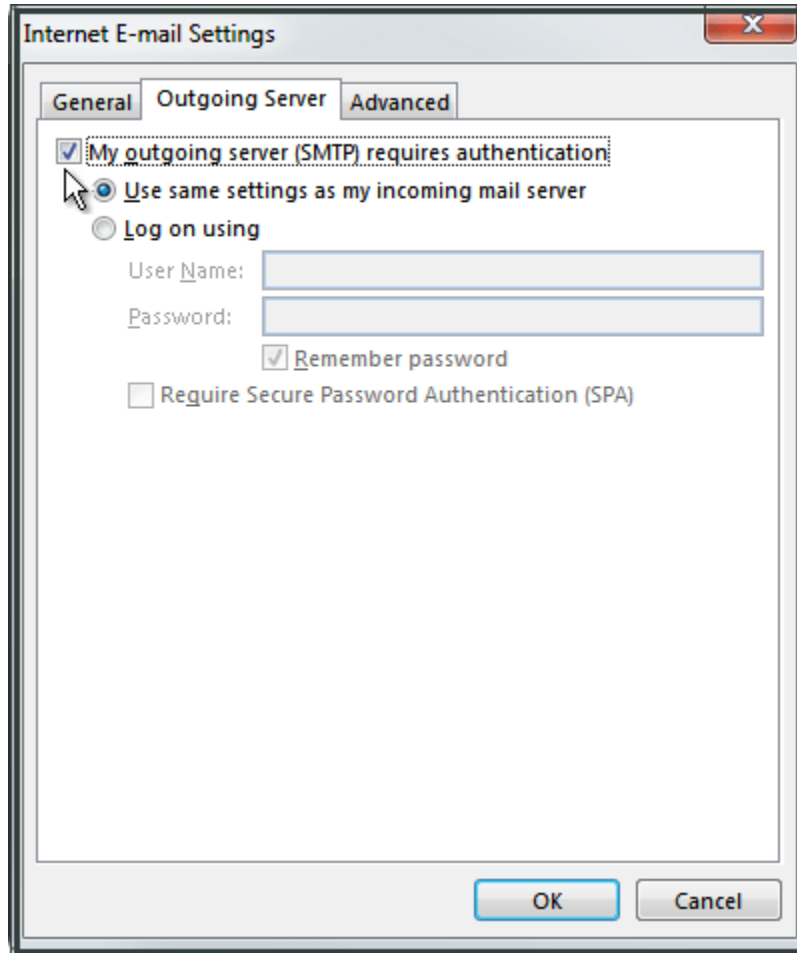 Internet E-mail Settings
General Outgoing Server Advanced
My outgoing server (SMTP) requires authentication
Use same settings as my incoming mail server
Log on using
User Name:
Password:
Remember password
Require Secure Password Authentication (SPA)
OK Cancel